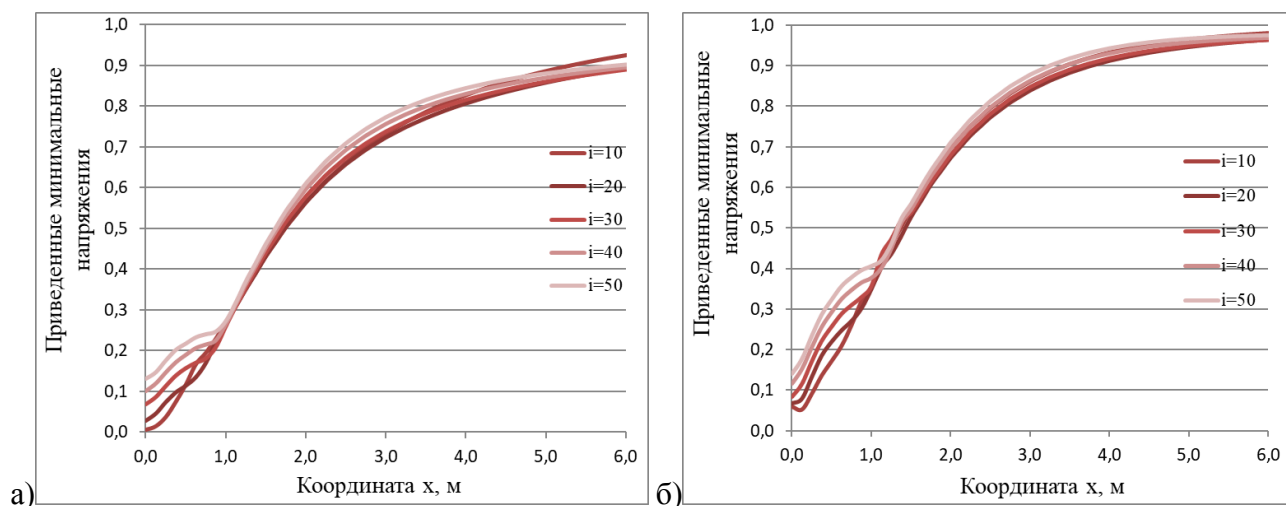 Приведенные минимальные
напряжения
1,0
0,9
0,8
0,7
0,6
0,5
0,4
0,3
0,2
0,1
0,0
0,0 1,0 2,0 3,0 4,0 5,0 6,0
Координата х, м
i=10
i=20
i=30
i=40
i=50
а)
Приведенные минимальные
напряжения
1,0
0,9
0,8
0,7
0,6
0,5
0,4
0,3
0,2
0,1
0,0
0,0 1,0 2,0 3,0 4,0 5,0 6,0
Координата х, м
i=10
i=20
i=30
i=40
i=50
б)